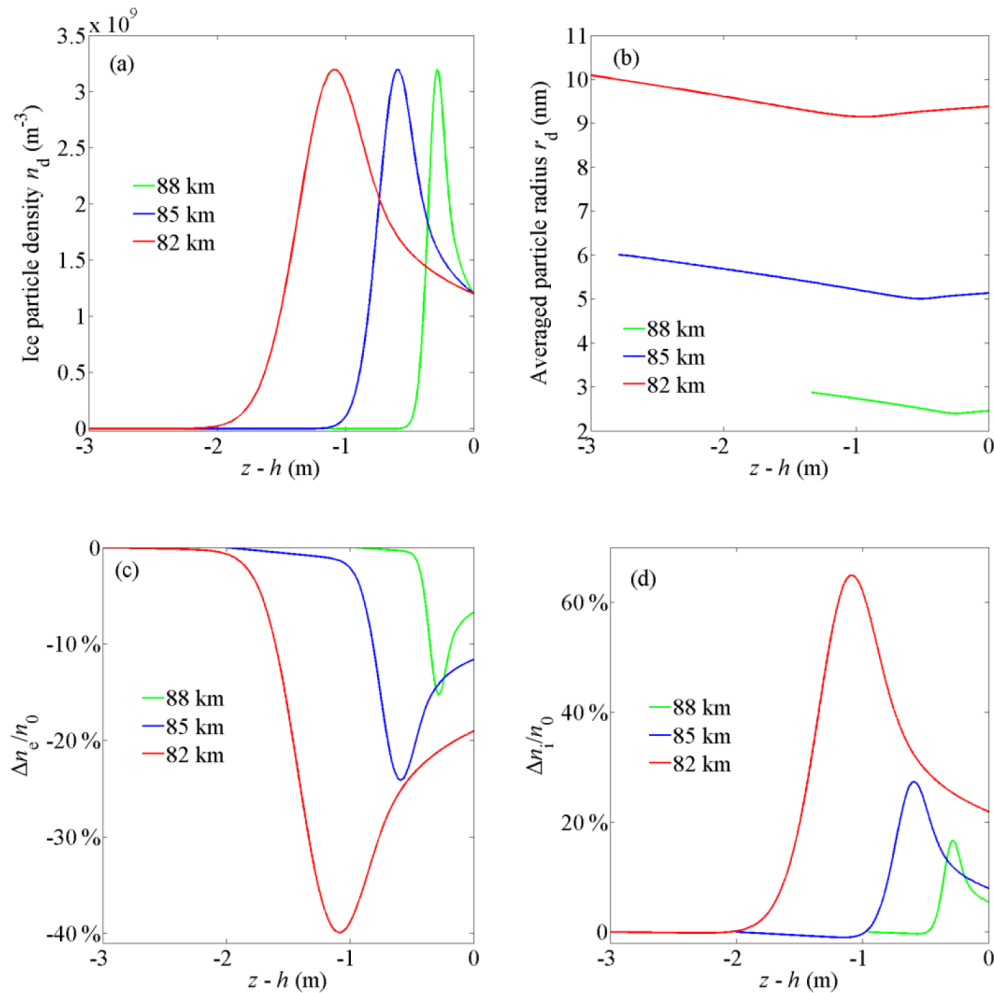 x 10⁹
3.5
3
2.5
2
1.5
1
0.5
0
(a)
88 km
85 km
82 km
Ice particle density n_d (m⁻³)
-3 -2 -1 0
z - h (m)
11
10
9
8
7
6
5
4
3
2
(b)
88 km
85 km
82 km
Averaged particle radius r_d (nm)
-3 -2 -1 0
z - h (m)
0
-10 %
-20 %
-30 %
-40 %
(c)
88 km
85 km
82 km
Δn_e/n_0
-3 -2 -1 0
z - h (m)
60 %
40 %
20 %
0
(d)
88 km
85 km
82 km
Δn_i/n_0
-3 -2 -1 0
z - h (m)